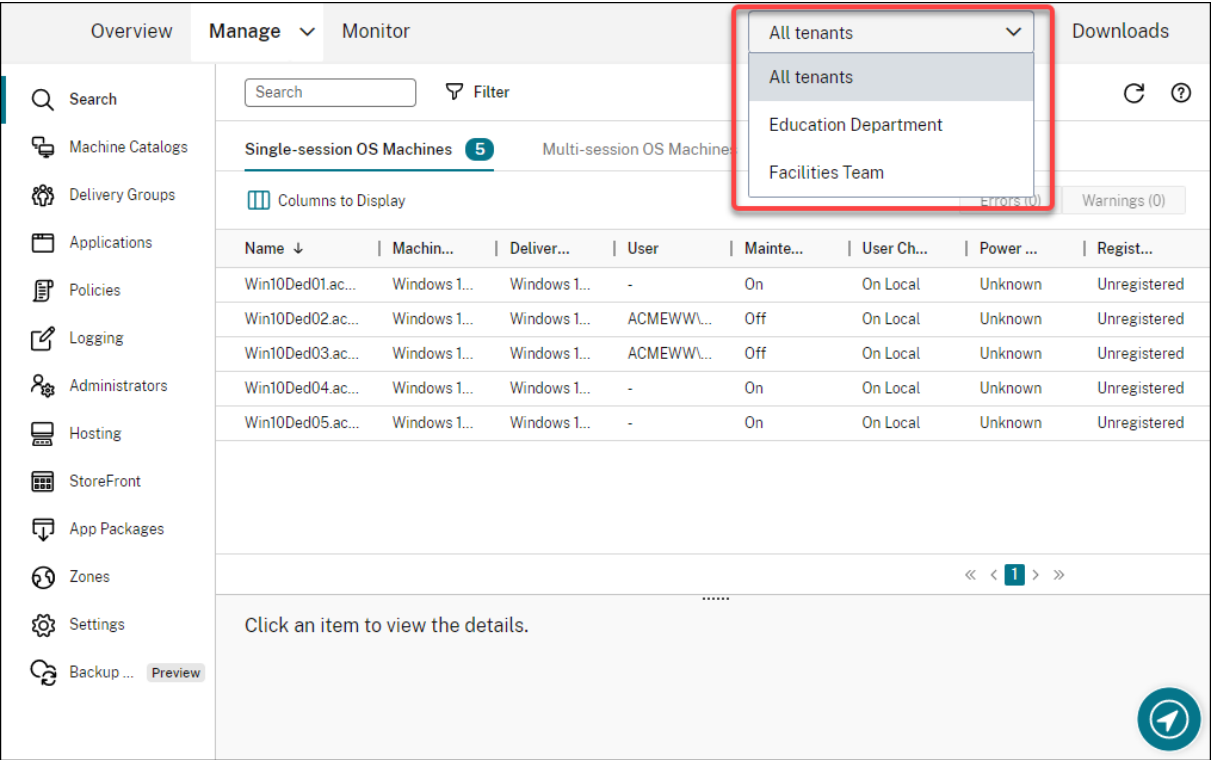 Overview Manage Monitor All tenants Downloads
All tenants
Education Department
Facilities Team
Search
Machine Catalogs
Delivery Groups
Applications
Policies
Logging
Administrators
Hosting
StoreFront
App Packages
Zones
Settings
Backup ... Preview
Search Filter
Single-session OS Machines 5 Multi-session OS Machines
Columns to Display Errors (0) Warnings (0)
Name ↓ Machin... Deliver... User Mainte... User Ch... Power ... Regist...
Win10Ded01.ac... Windows 1... Windows 1... - On On Local Unknown Unregistered
Win10Ded02.ac... Windows 1... Windows 1... ACMEWW\... Off On Local Unknown Unregistered
Win10Ded03.ac... Windows 1... Windows 1... ACMEWW\... Off On Local Unknown Unregistered
Win10Ded04.ac... Windows 1... Windows 1... - On On Local Unknown Unregistered
Win10Ded05.ac... Windows 1... Windows 1... - On On Local Unknown Unregistered
« < 1 > »
Click an item to view the details.